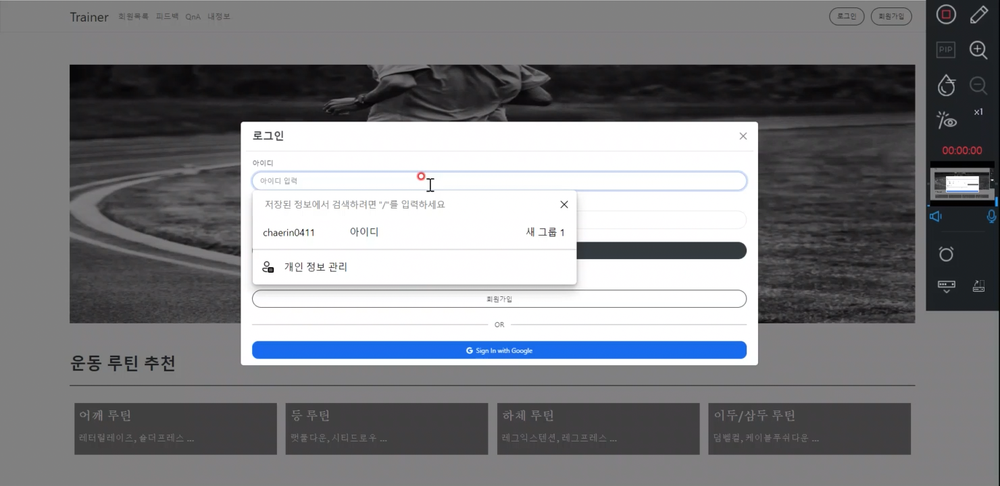 Trainer 회원목록 피드백 QnA 내정보 로그인 회원가입
로그인
아이디
아이디 입력
저장된 정보에서 검색하려면 "/"를 입력하세요
chaerin0411 아이디 새 그룹 1
개인 정보 관리
회원가입
OR
G Sign In with Google
운동 루틴 추천
어깨 루틴
레터럴레이즈, 숄더프레스 ...
등 루틴
랫풀다운, 시티드로우 ...
하체 루틴
레그익스텐션, 레그프레스 ...
이두/삼두 루틴
덤벨컬, 케이블푸쉬다운 ...
PIP
x1
00:00:00